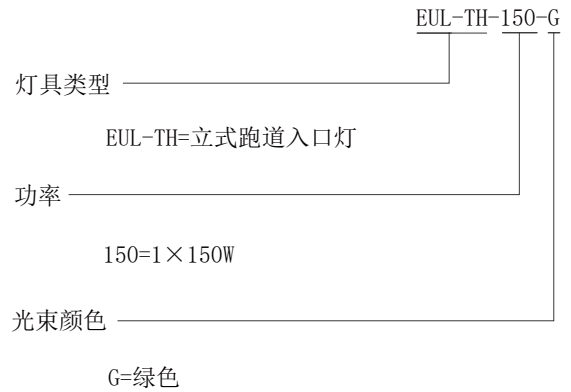 EUL-TH-150-G
灯具类型
EUL-TH=立式跑道入口灯
功率
150=1×150W
光束颜色
G=绿色